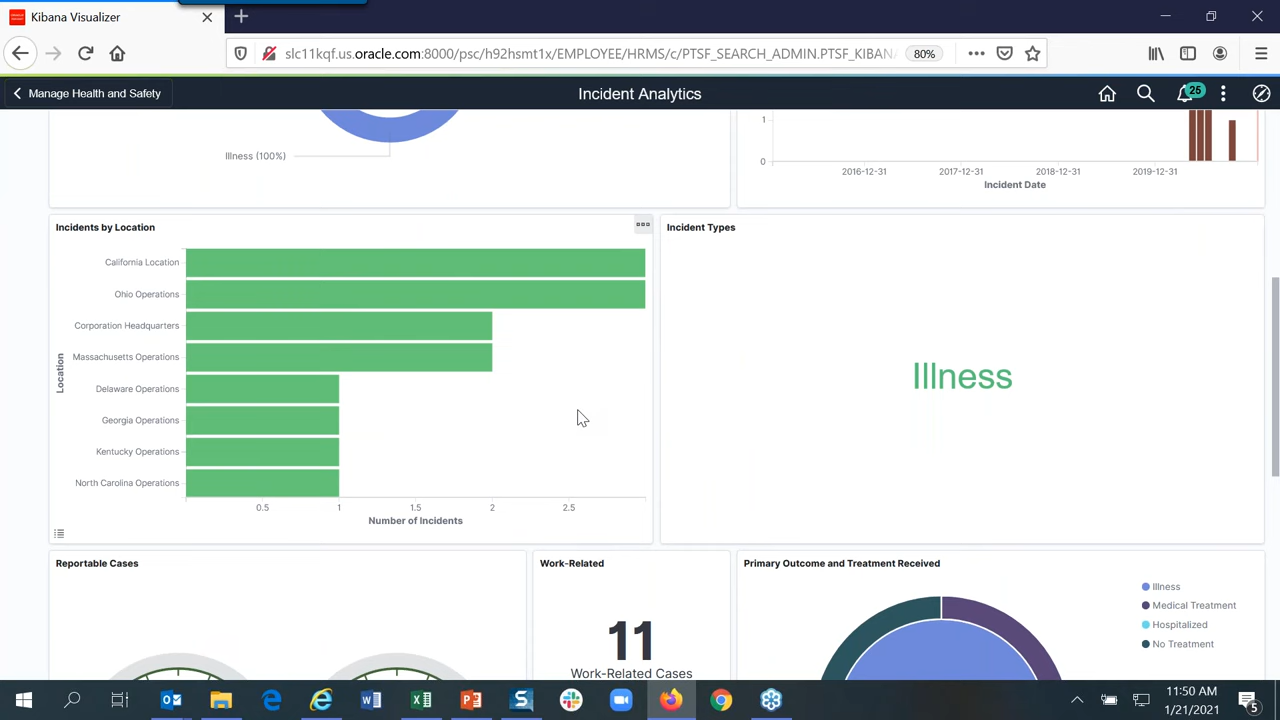 Kibana Visualizer
slc11kqf.us.oracle.com:8000/psc/h92hsmt1x/EMPLOYEE/HRMS/c/PTSF_SEARCH_ADMIN.PTSF_KIBAN
80%
Manage Health and Safety
Incident Analytics
25
Illness (100%)
1
0
2016-12-31
2017-12-31
2018-12-31
2019-12-31
Incident Date
Incidents by Location
California Location
Ohio Operations
Corporation Headquarters
Massachusetts Operations
Delaware Operations
Georgia Operations
Kentucky Operations
North Carolina Operations
Location
0.5
1
1.5
2
2.5
Number of Incidents
Incident Types
Illness
Reportable Cases
Work-Related
11
Work-Related Cases
Primary Outcome and Treatment Received
Illness
Medical Treatment
Hospitalized
No Treatment
11:50 AM
1/21/2021
5